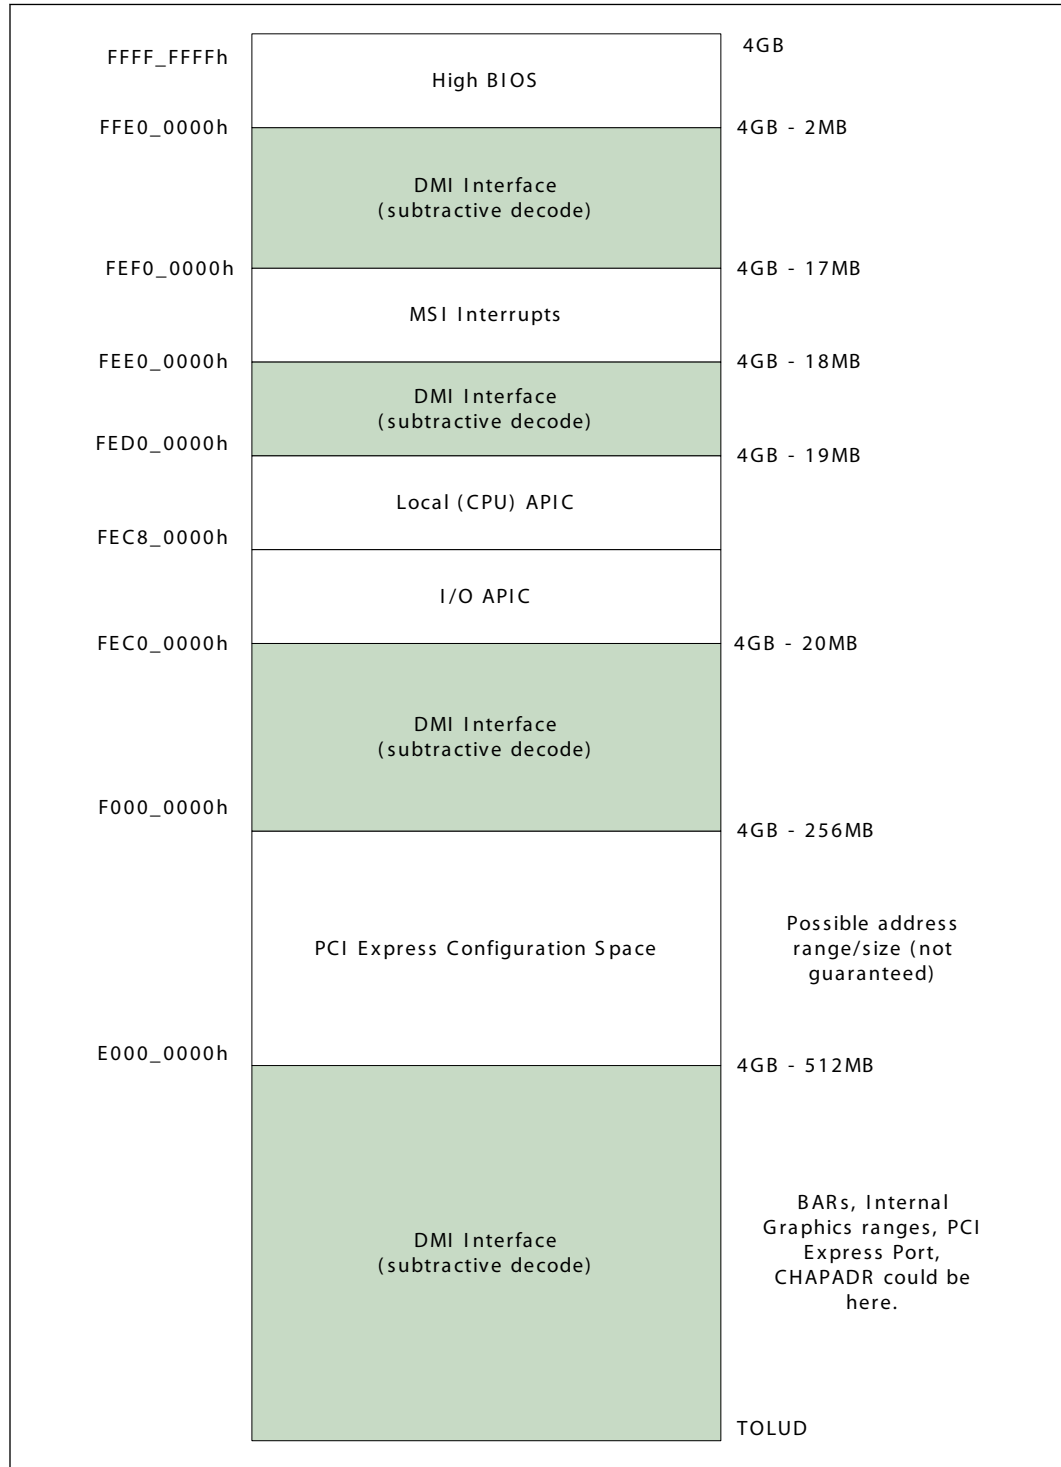 FFFF_FFFFh
4GB
High BIOS
FFE0_0000h
4GB - 2MB
DMI Interface
(subtractive decode)
FEF0_0000h
4GB - 17MB
MSI Interrupts
FEE0_0000h
4GB - 18MB
DMI Interface
(subtractive decode)
FED0_0000h
4GB - 19MB
Local (CPU) APIC
FEC8_0000h
I/O APIC
FEC0_0000h
4GB - 20MB
DMI Interface
(subtractive decode)
F000_0000h
4GB - 256MB
PCI Express Configuration Space
Possible address
range/size (not
guaranteed)
E000_0000h
4GB - 512MB
DMI Interface
(subtractive decode)
BARs, Internal
Graphics ranges, PCI
Express Port,
CHAPADR could be
here.
TOLUD